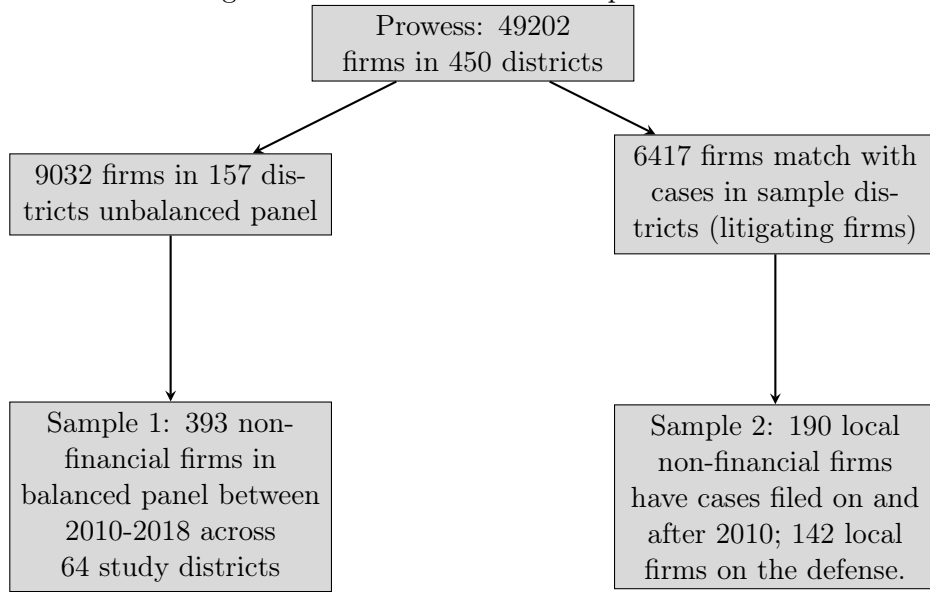 Prowess: 49202
firms in 450 districts
9032 firms in 157 dis-
tricts unbalanced panel
6417 firms match with
cases in sample dis-
tricts (litigating firms)
Sample 1: 393 non-
financial firms in
balanced panel between
2010-2018 across
64 study districts
Sample 2: 190 local
non-financial firms
have cases filed on and
after 2010; 142 local
firms on the defense.